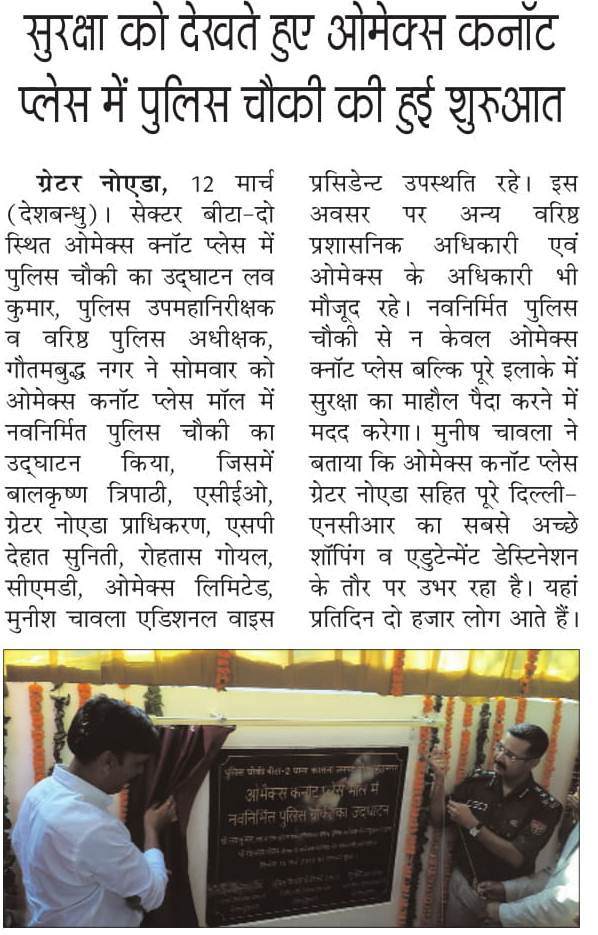 सुरक्षा को देखते हुए ओमेक्स कनॉट
प्लेस में पुलिस चौकी की हुई शुरुआत
ग्रेटर नोएडा, 12 मार्च
(देशबन्धु)। सेक्टर बीटा-दो
स्थित ओमेक्स क्नॉट प्लेस में
पुलिस चौकी का उद्घाटन लव
कुमार, पुलिस उपमहानिरीक्षक
व वरिष्ठ पुलिस अधीक्षक,
गौतमबुद्ध नगर ने सोमवार को
ओमेक्स कनॉट प्लेस मॉल में
नवनिर्मित पुलिस चौकी का
उद्घाटन किया, जिसमें
बालकृष्ण त्रिपाठी, एसीईओ,
ग्रेटर नोएडा प्राधिकरण, एसपी
देहात सुनिती, रोहतास गोयल,
सीएमडी, ओमेक्स लिमिटेड,
मुनीश चावला एडिशनल वाइस
प्रसिडेन्ट उपस्थति रहे। इस
अवसर पर अन्य वरिष्ठ
प्रशासनिक अधिकारी एवं
ओमेक्स के अधिकारी भी
मौजूद रहे। नवनिर्मित पुलिस
चौकी से न केवल ओमेक्स
क्नॉट प्लेस बल्कि पूरे इलाके में
सुरक्षा का माहौल पैदा करने में
मदद करेगा। मुनीष चावला ने
बताया कि ओमेक्स कनॉट प्लेस
ग्रेटर नोएडा सहित पूरे दिल्ली-
एनसीआर का सबसे अच्छे
शॉपिंग व एडुटेन्मेंट डेस्टिनेशन
के तौर पर उभर रहा है। यहां
प्रतिदिन दो हजार लोग आते हैं।
पुलिस चौकी बीटा-2 थाना कासना
ओमेक्स कनॉट प्लेस मॉल में
नवनिर्मित पुलिस चौकी का उद्घाटन